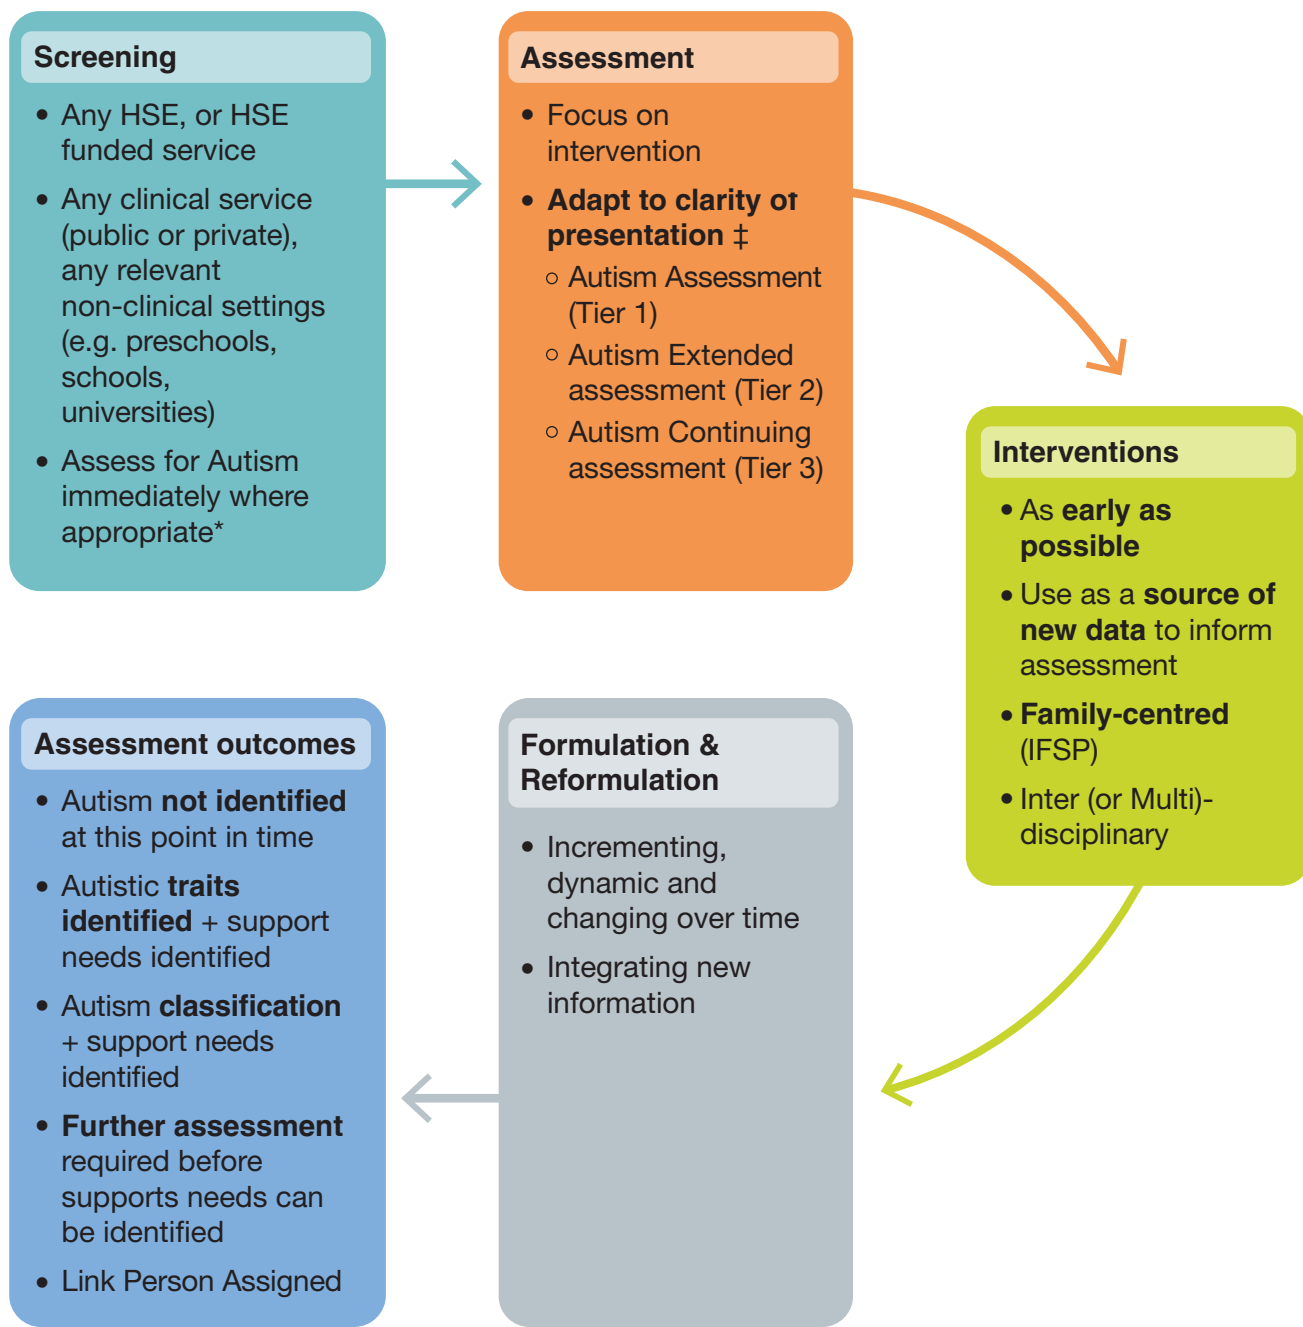 Screening
• Any HSE, or HSE
funded service
• Any clinical service
(public or private),
any relevant
non-clinical settings
(e.g. preschools,
schools,
universities)
• Assess for Autism
immediately where
appropriate*
Assessment
• Focus on
intervention
• Adapt to clarity of
presentation ‡
○ Autism Assessment
(Tier 1)
○ Autism Extended
assessment (Tier 2)
○ Autism Continuing
assessment (Tier 3)
Interventions
• As early as
possible
• Use as a source of
new data to inform
assessment
• Family-centred
(IFSP)
• Inter (or Multi)-
disciplinary
Formulation &
Reformulation
• Incrementing,
dynamic and
changing over time
• Integrating new
information
Assessment outcomes
• Autism not identified
at this point in time
• Autistic traits
identified + support
needs identified
• Autism classification
+ support needs
identified
• Further assessment
required before
supports needs can
be identified
• Link Person Assigned